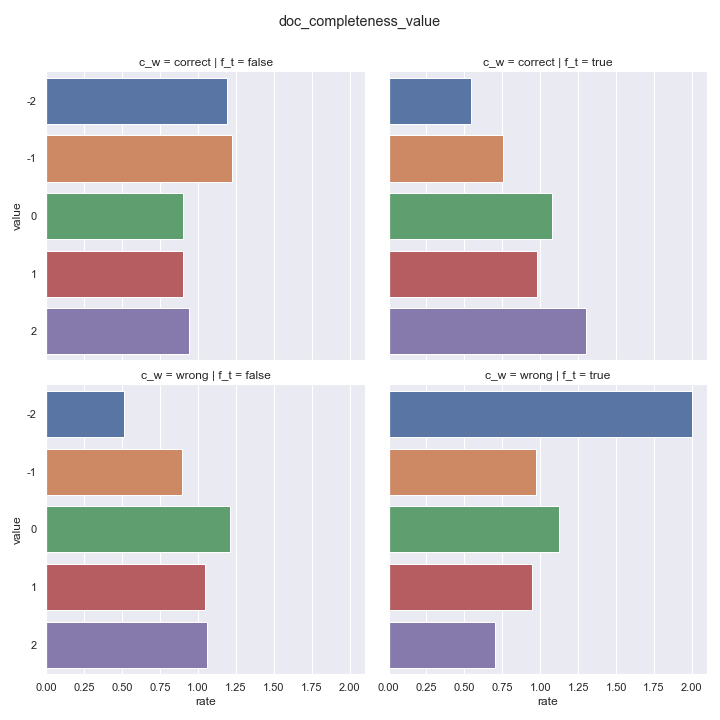 doc_completeness_value
c_w = correct | f_t = false
c_w = correct | f_t = true
-2
-1
0
1
2
value
c_w = wrong | f_t = false
c_w = wrong | f_t = true
-2
-1
0
1
2
value
0.00 0.25 0.50 0.75 1.00 1.25 1.50 1.75 2.00
0.00 0.25 0.50 0.75 1.00 1.25 1.50 1.75 2.00
rate
rate